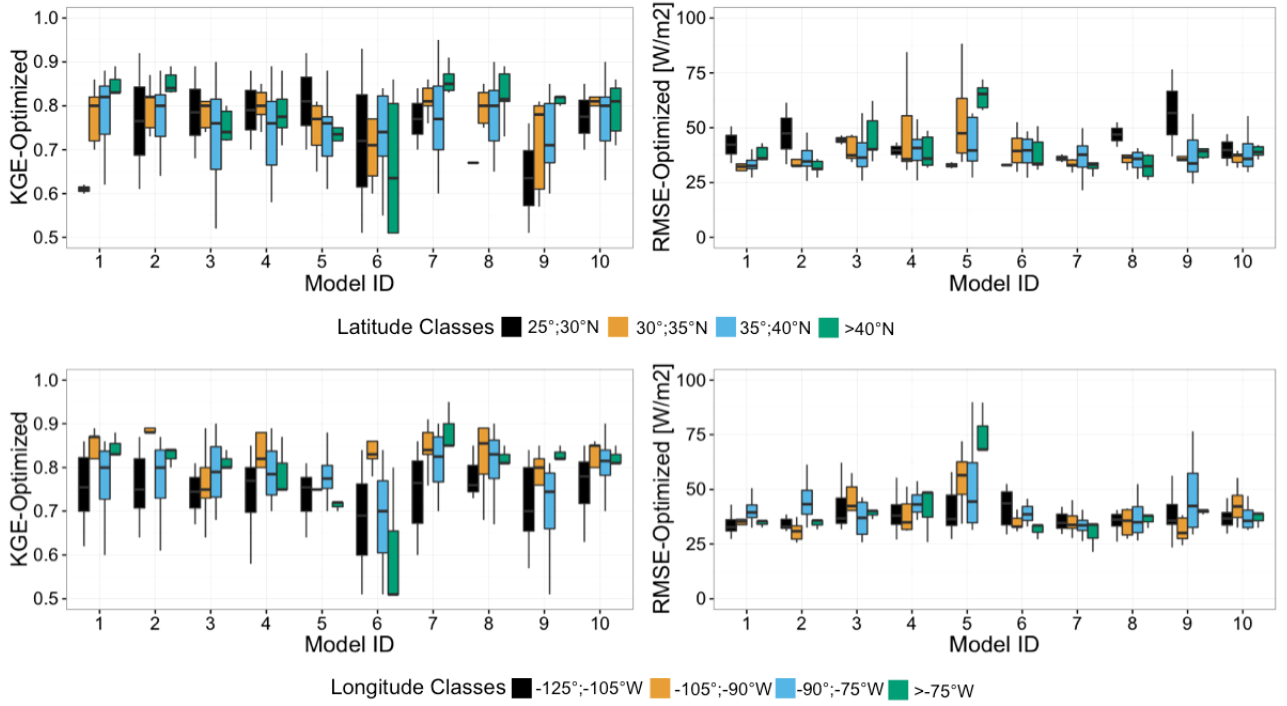 KGE-Optimized
1.0
0.9
0.8
0.7
0.6
0.5
1 2 3 4 5 6 7 8 9 10
Model ID
RMSE-Optimized [W/m2]
100
75
50
25
0
1 2 3 4 5 6 7 8 9 10
Model ID
Latitude Classes 25°;30°N 30°;35°N 35°;40°N >40°N
KGE-Optimized
1.0
0.9
0.8
0.7
0.6
0.5
1 2 3 4 5 6 7 8 9 10
Model ID
RMSE-Optimized [W/m2]
100
75
50
25
0
1 2 3 4 5 6 7 8 9 10
Model ID
Longitude Classes -125°;-105°W -105°;-90°W -90°;-75°W >-75°W